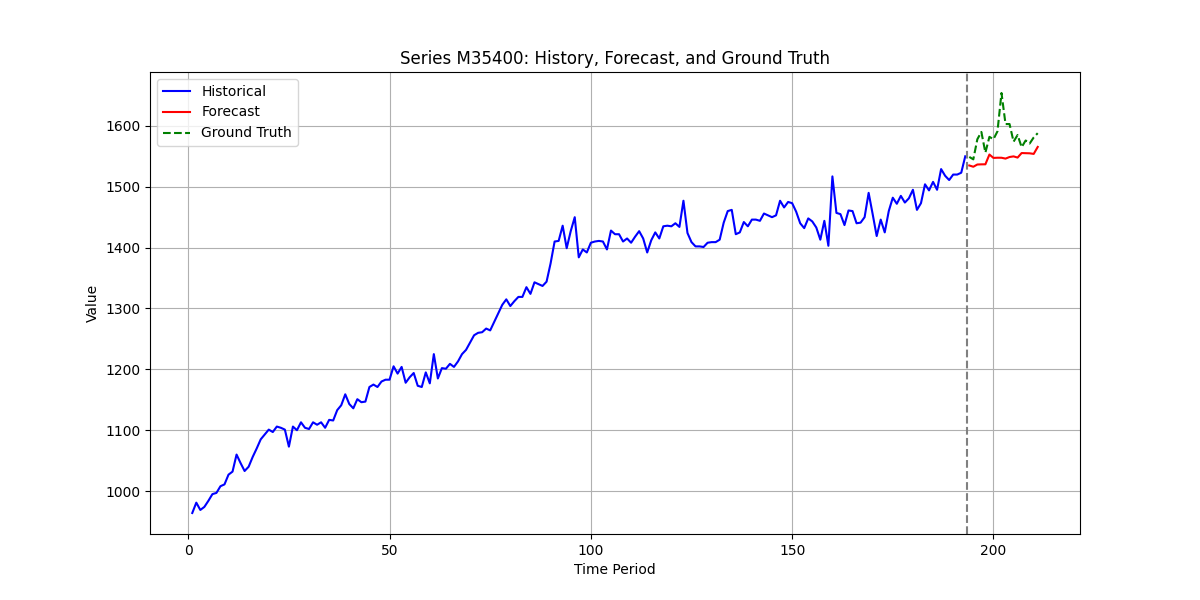 Series M35400: History, Forecast, and Ground Truth
Historical
Forecast
Ground Truth
1600
1500
1400
1300
1200
1100
1000
Value
0
50
100
150
200
Time Period